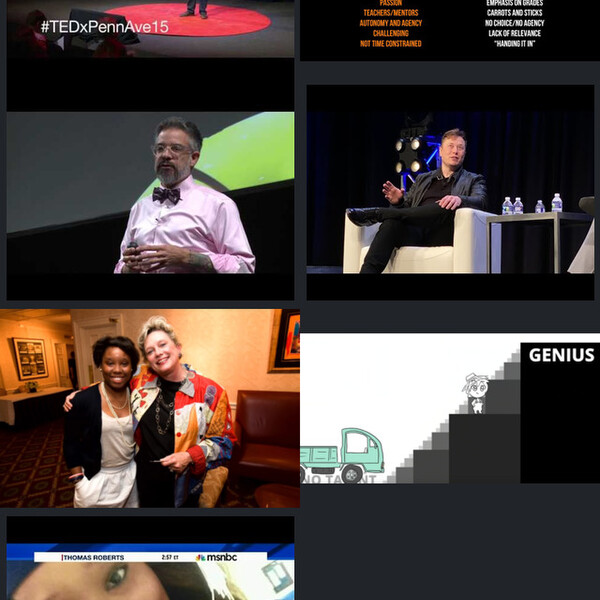 #TEDxPennAve15
PASSION
TEACHERS/MENTORS
AUTONOMY AND AGENCY
CHALLENGING
NOT TIME CONSTRAINED
EMPHASIS ON GRADES
CARROTS AND STICKS
NO CHOICE/NO AGENCY
LACK OF RELEVANCE
"HANDING IT IN"
GENIUS
NO TALENT
THOMAS ROBERTS
2:57 ET
msnbc